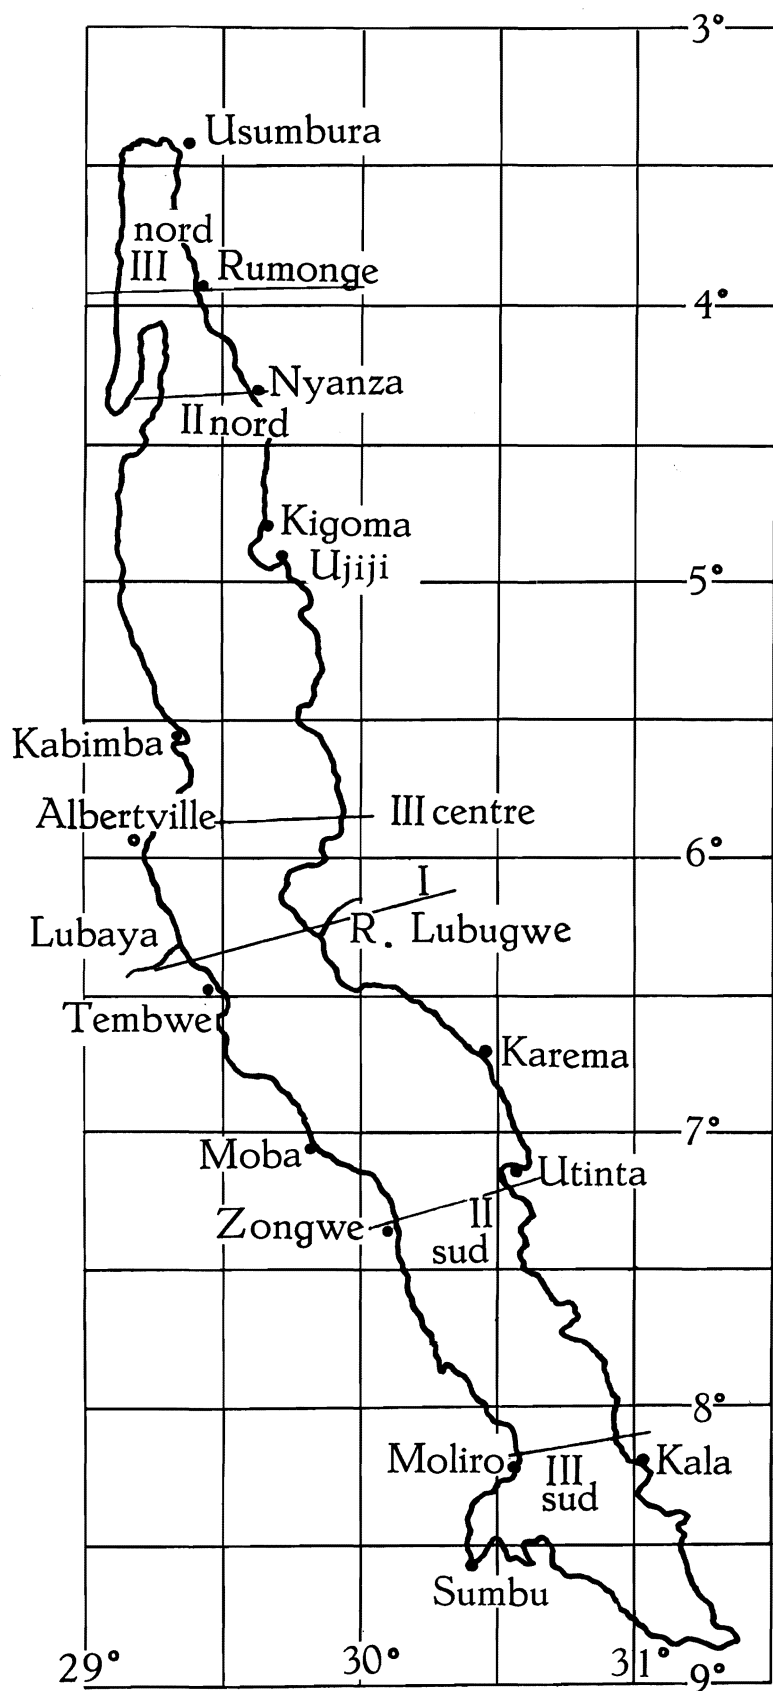 3°
Usumbura
nord
III
Rumonge
4°
Nyanza
II nord
Kigoma
Ujiji
5°
Kabimba
Albertville
III centre
6°
I
Lubaya
R. Lubugwe
Tembwe
Karema
7°
Moba
Utinta
Zongwe
II
sud
8°
Moliro
Kala
III
sud
Sumbu
29°
30°
31°
9°